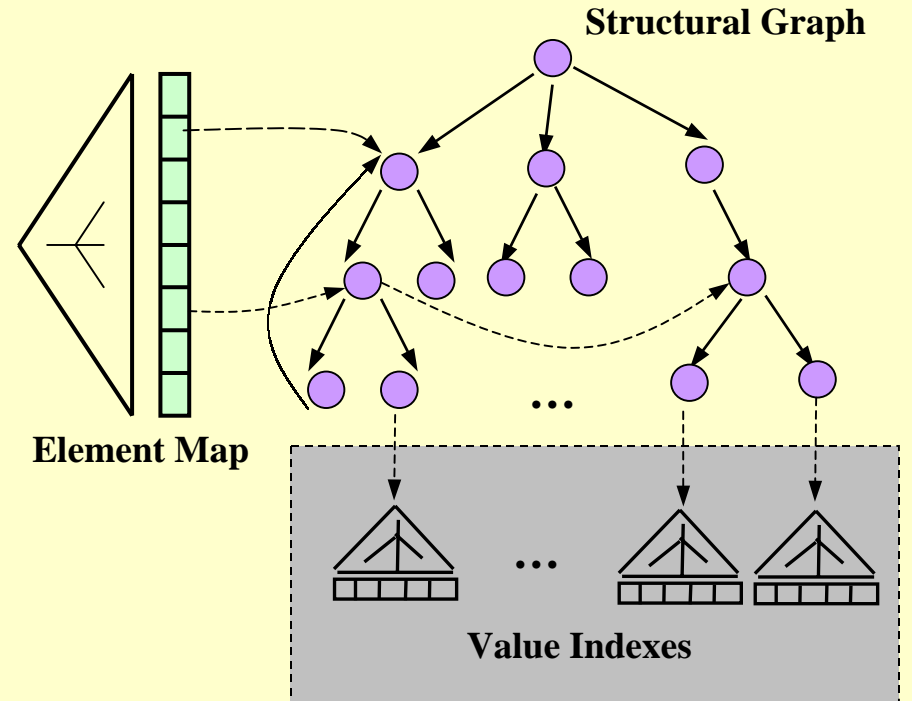 Structural Graph
Element Map
...
...
Value Indexes